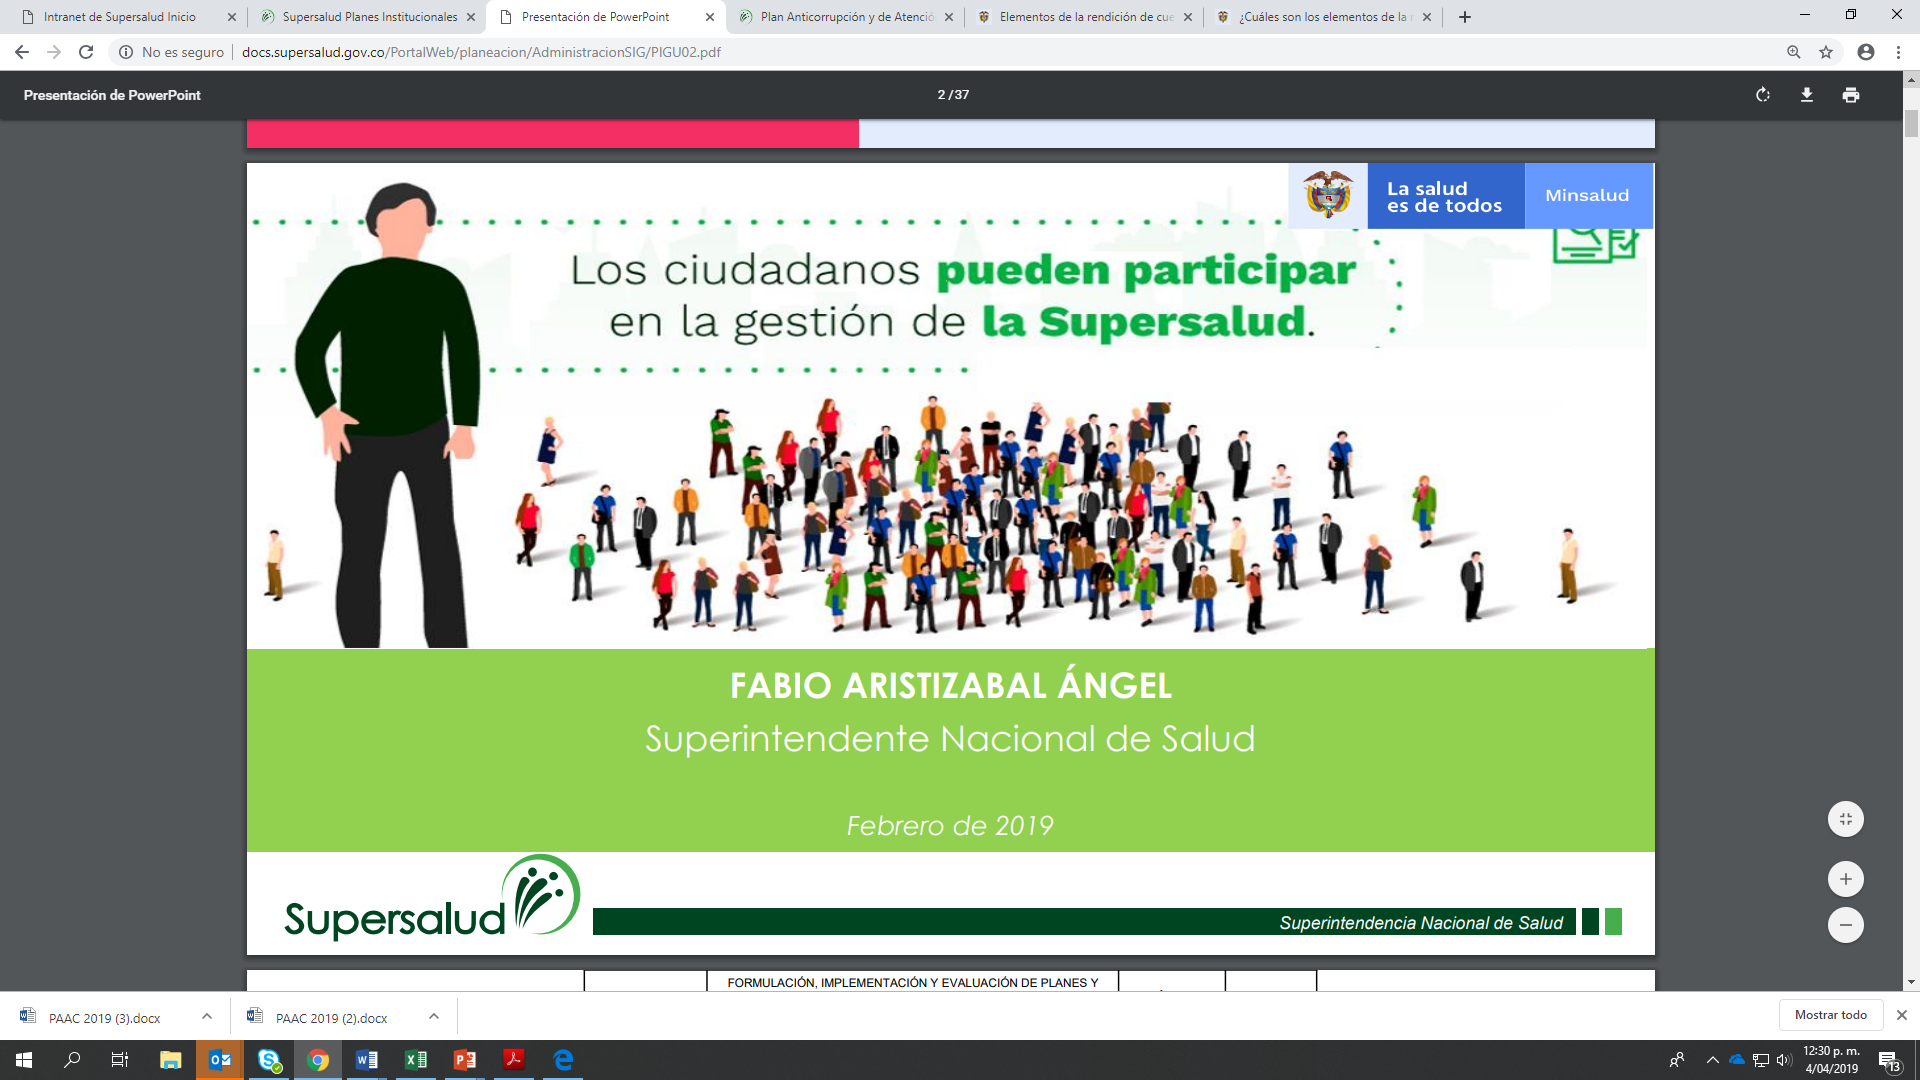 Intranet de Supersalud Inicio
Supersalud Planes Institucionales
Presentación de PowerPoint
Plan Anticorrupción y de Atenció
Elementos de la rendición de cue
¿Cuáles son los elementos de la r
No es seguro
docs.supersalud.gov.co/PortalWeb/planeacion/AdministracionSIG/PIGU02.pdf
Presentación de PowerPoint
2 / 37
La salud
es de todos
Minsalud
Los ciudadanos pueden participar
en la gestión de la Supersalud.
FABIO ARISTIZABAL ÁNGEL
Superintendente Nacional de Salud
Febrero de 2019
Supersalud
Superintendencia Nacional de Salud
FORMULACIÓN, IMPLEMENTACIÓN Y EVALUACIÓN DE PLANES Y
PAAC 2019 (3).docx
PAAC 2019 (2).docx
Mostrar todo
12:30 p. m.
4/04/2019
13